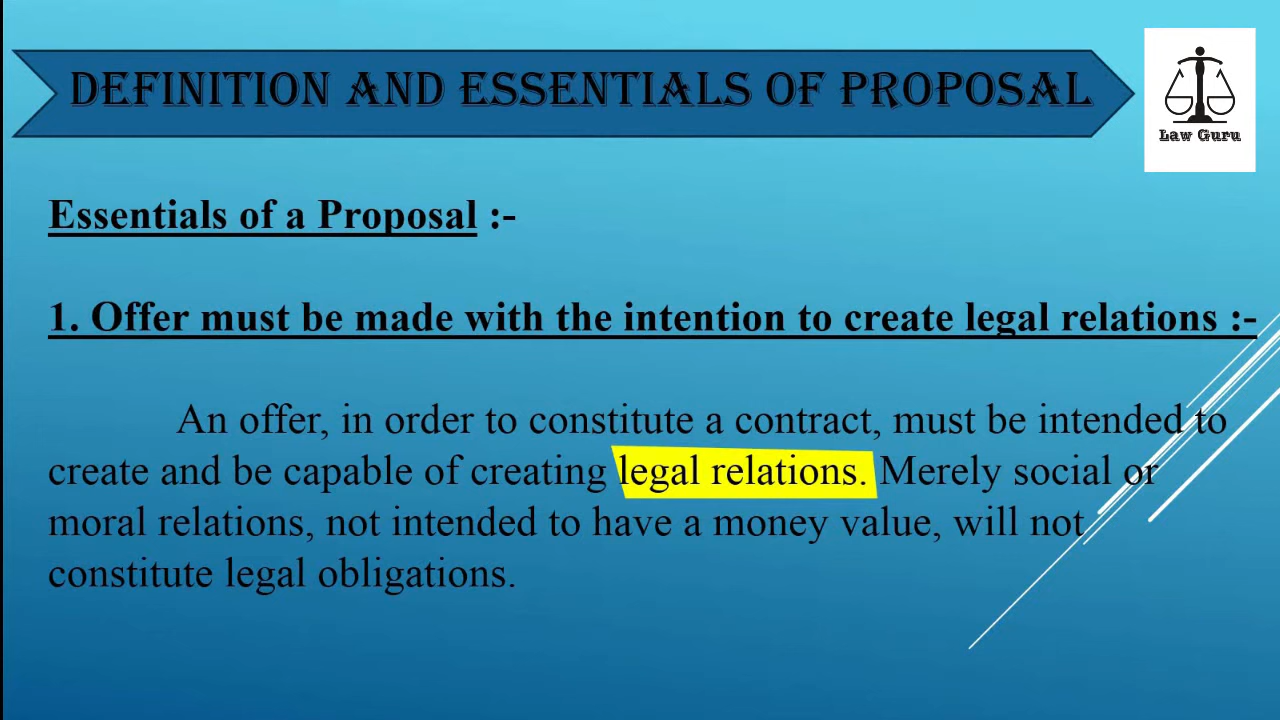 DEFINITION AND ESSENTIALS OF PROPOSAL
Law Guru
Essentials of a Proposal :-
1. Offer must be made with the intention to create legal relations :-
An offer, in order to constitute a contract, must be intended to
create and be capable of creating legal relations. Merely social or
moral relations, not intended to have a money value, will not
constitute legal obligations.